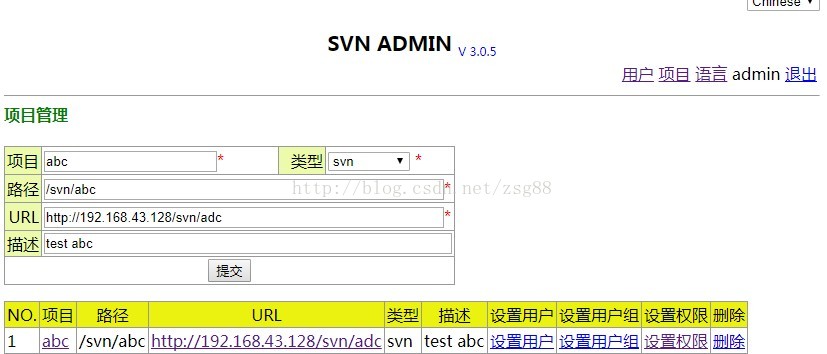 Chinese
SVN ADMIN V 3.0.5
用户 项目 语言 admin 退出
项目管理
项目 abc * 类型 svn *
路径 /svn/abc *
http://blog.csdn.net/zsg88
URL http://192.168.43.128/svn/adc *
描述 test abc
提交
NO. 项目 路径 URL 类型 描述 设置用户 设置用户组 设置权限 删除
1 abc /svn/abc http://192.168.43.128/svn/adc svn test abc 设置用户 设置用户组 设置权限 删除